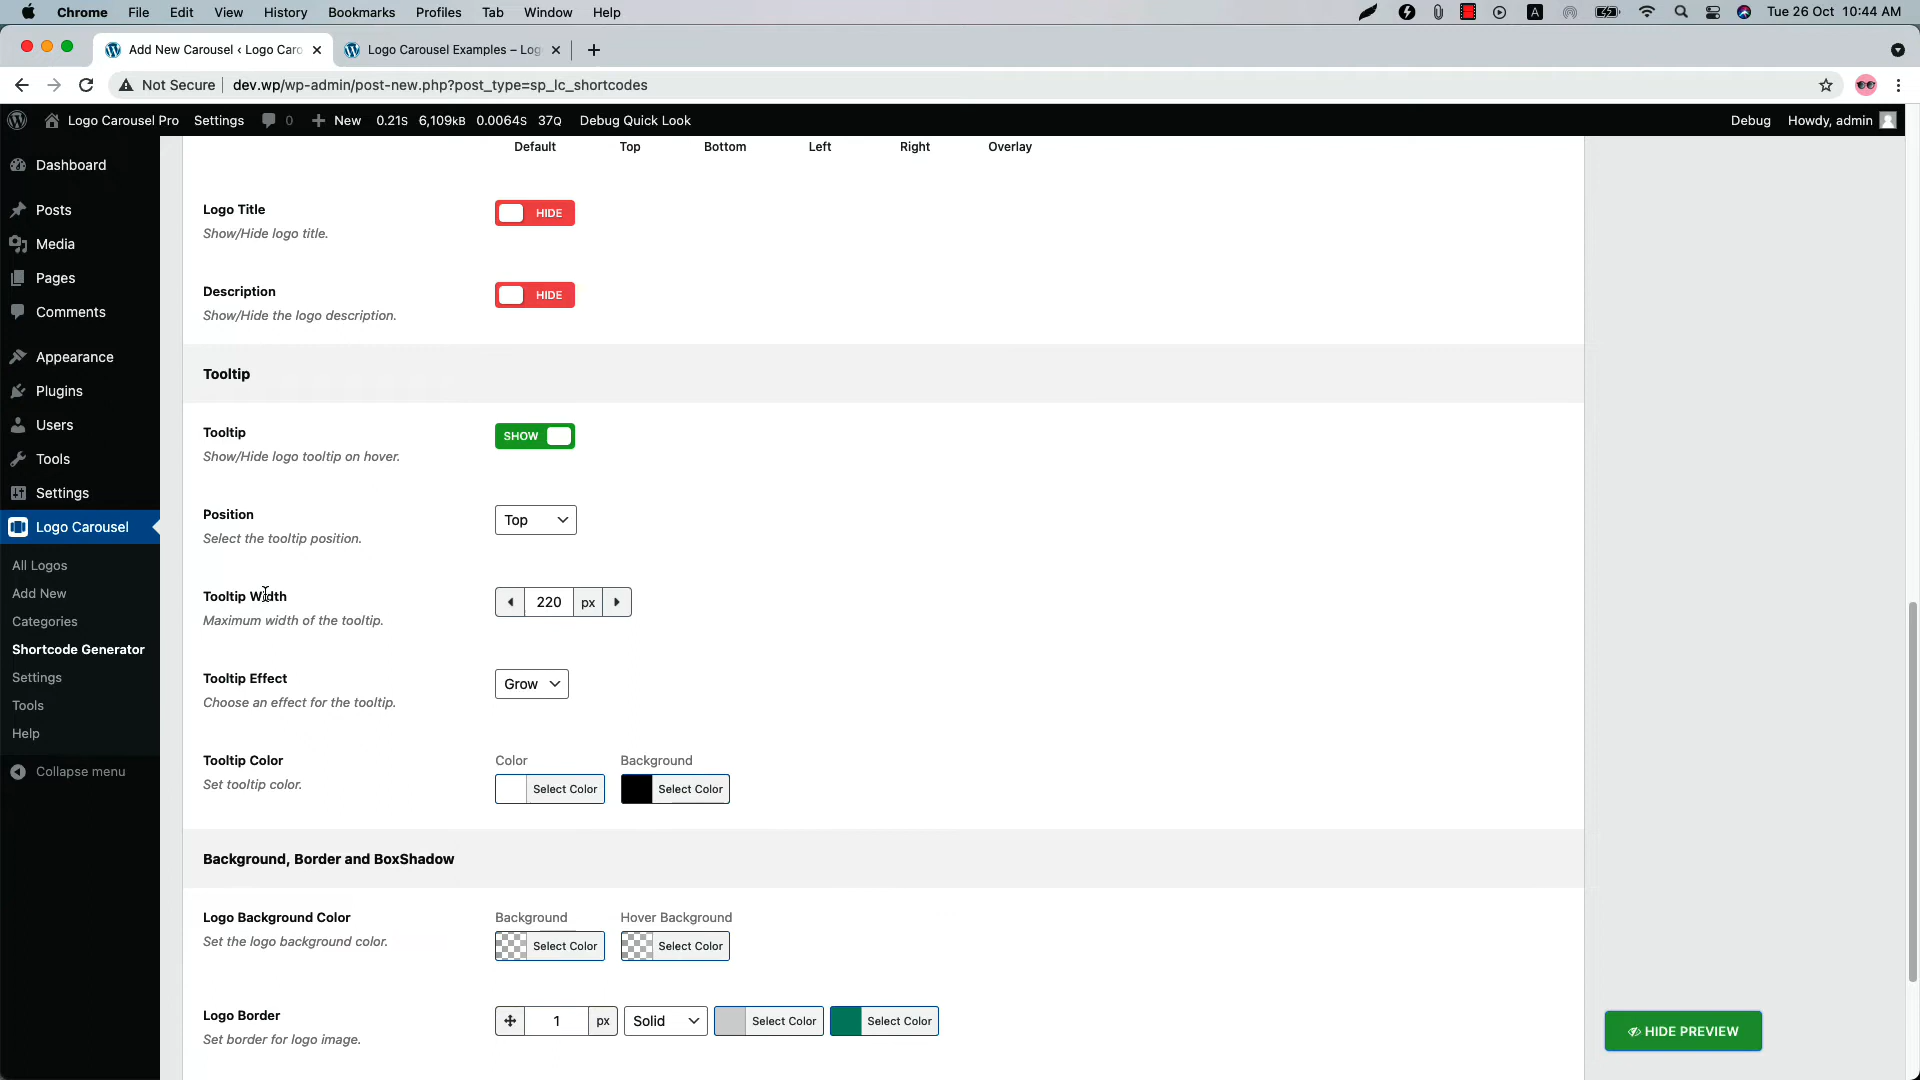 Chrome File Edit View History Bookmarks Profiles Tab Window Help A Tue 26 Oct 10:44 AM
Add New Carousel ‹ Logo Caro Logo Carousel Examples – Log
Not Secure dev.wp/wp-admin/post-new.php?post_type=sp_lc_shortcodes
Logo Carousel Pro Settings 0 New 0.21S 6,109KB 0.0064S 37Q Debug Quick Look Debug Howdy, admin
Dashboard
Posts
Media
Pages
Comments
Appearance
Plugins
Users
Tools
Settings
Logo Carousel
All Logos
Add New
Categories
Shortcode Generator
Settings
Tools
Help
Collapse menu
Default Top Bottom Left Right Overlay
Logo Title HIDE
Show/Hide logo title.
Description HIDE
Show/Hide the logo description.
Tooltip
Tooltip SHOW
Show/Hide logo tooltip on hover.
Position Top
Select the tooltip position.
Tooltip Width 220 px
Maximum width of the tooltip.
Tooltip Effect Grow
Choose an effect for the tooltip.
Tooltip Color Color Background
Set tooltip color. Select Color Select Color
Background, Border and BoxShadow
Logo Background Color Background Hover Background
Set the logo background color. Select Color Select Color
Logo Border 1 px Solid Select Color Select Color
Set border for logo image.
HIDE PREVIEW